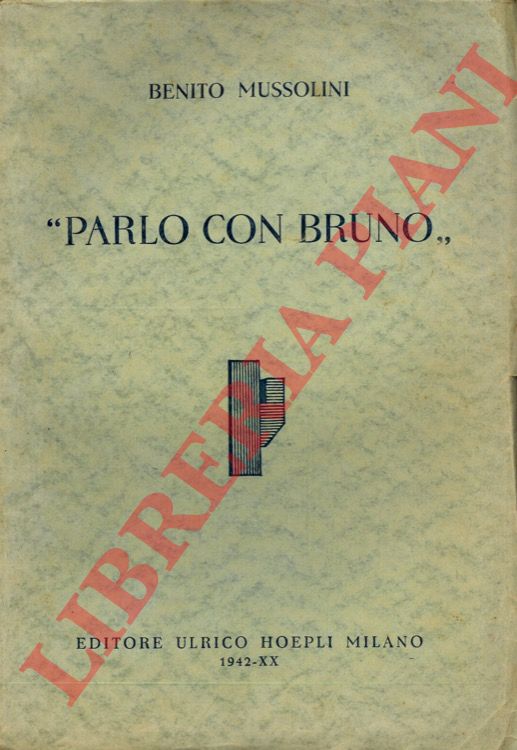 BENITO MUSSOLINI
“PARLO CON BRUNO„
EDITORE ULRICO HOEPLI MILANO
1942-XX
LIBRERIA PIANI